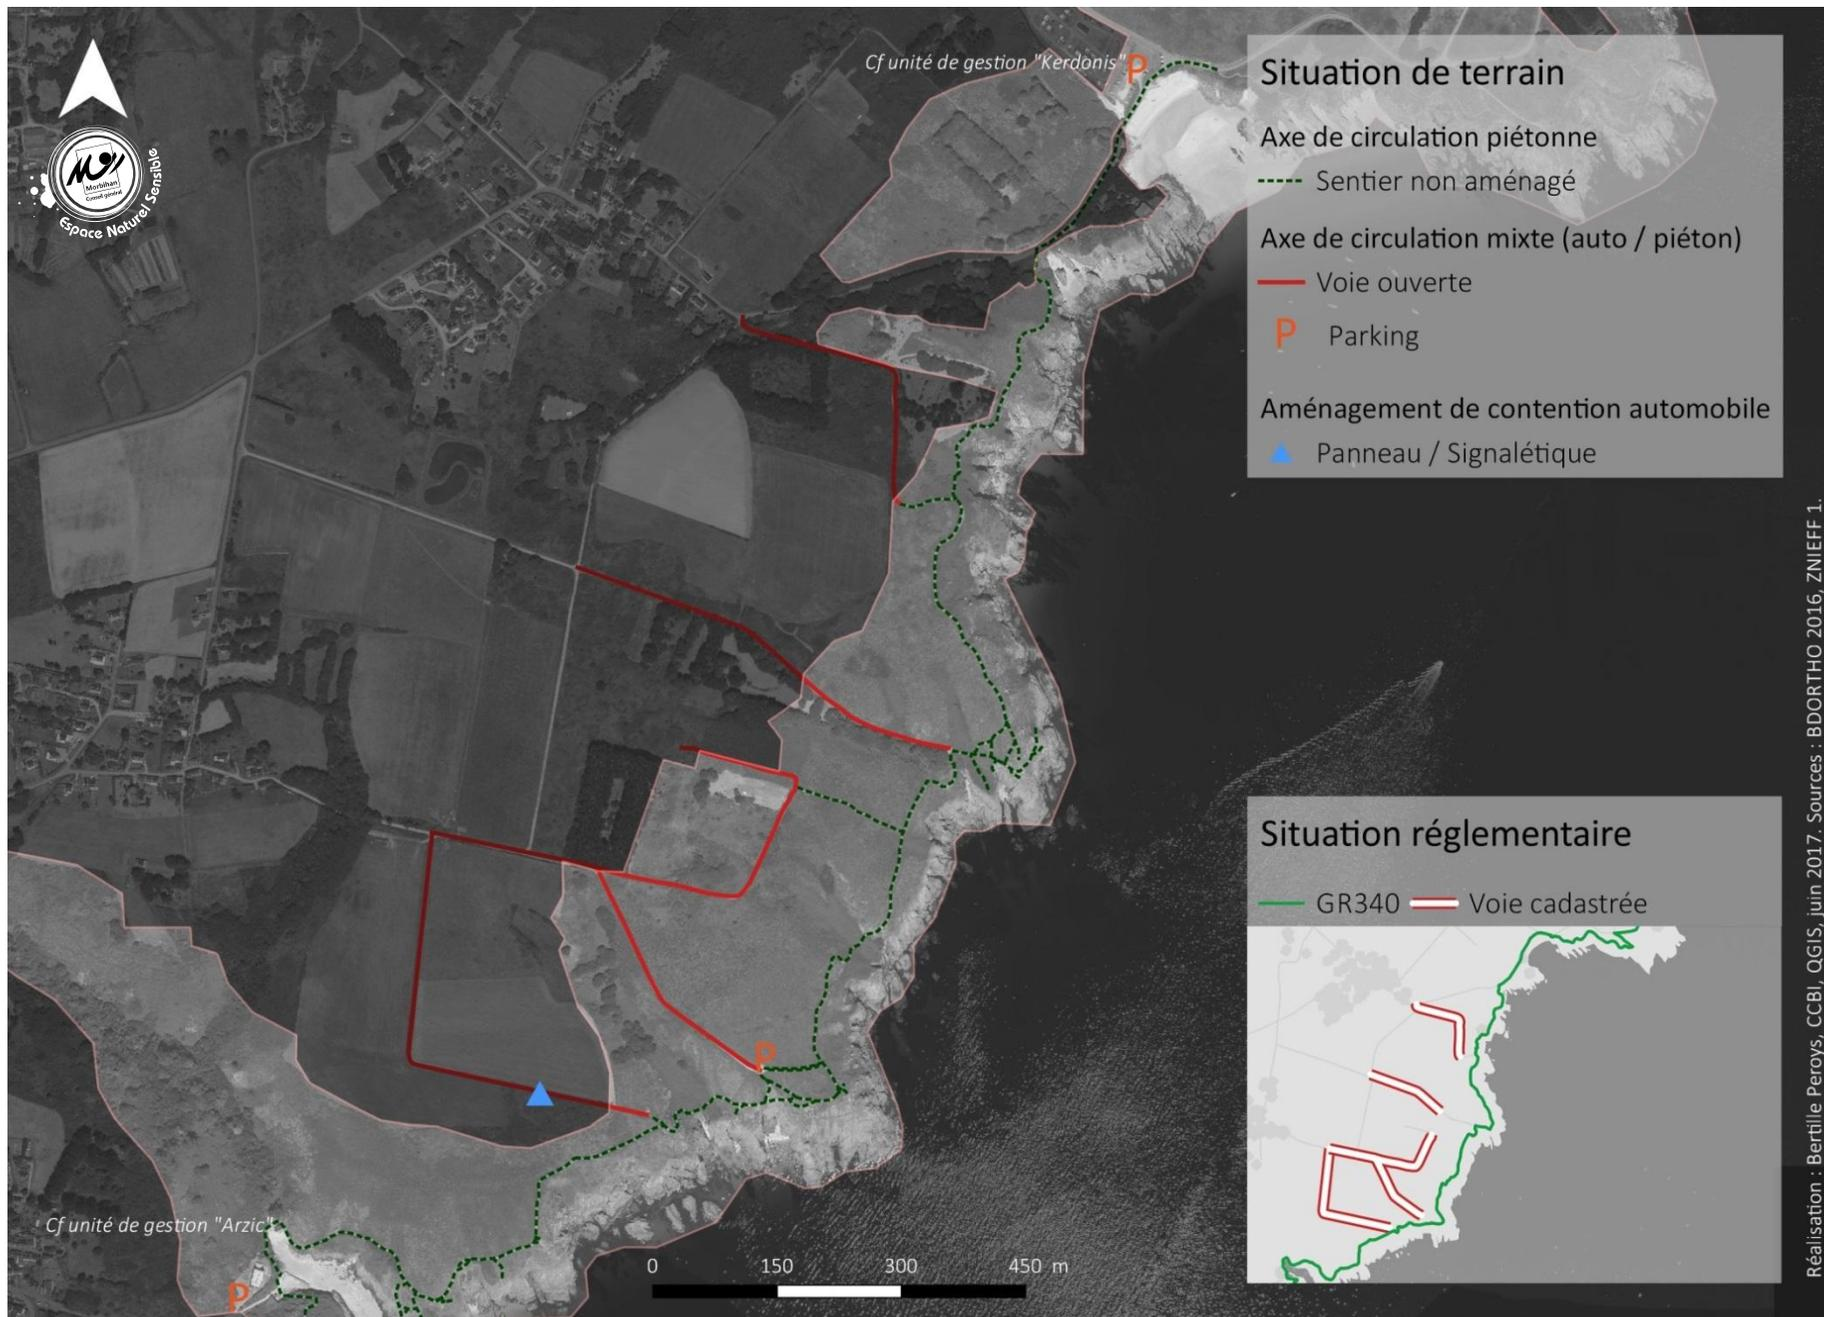 Cf unité de gestion "Kerdonis"
P
Morbihan
Conseil général
Espace Naturel Sensible
Situation de terrain
Axe de circulation piétonne
Sentier non aménagé
Axe de circulation mixte (auto / piéton)
Voie ouverte
P Parking
Aménagement de contention automobile
Panneau / Signalétique
P
Situation réglementaire
GR340 Voie cadastrée
Cf unité de gestion "Arzic"
P
0 150 300 450 m
Réalisation : Bertille Peroys, CCBI, QGIS, juin 2017. Sources : BDORTHO 2016, ZNIEFF 1.